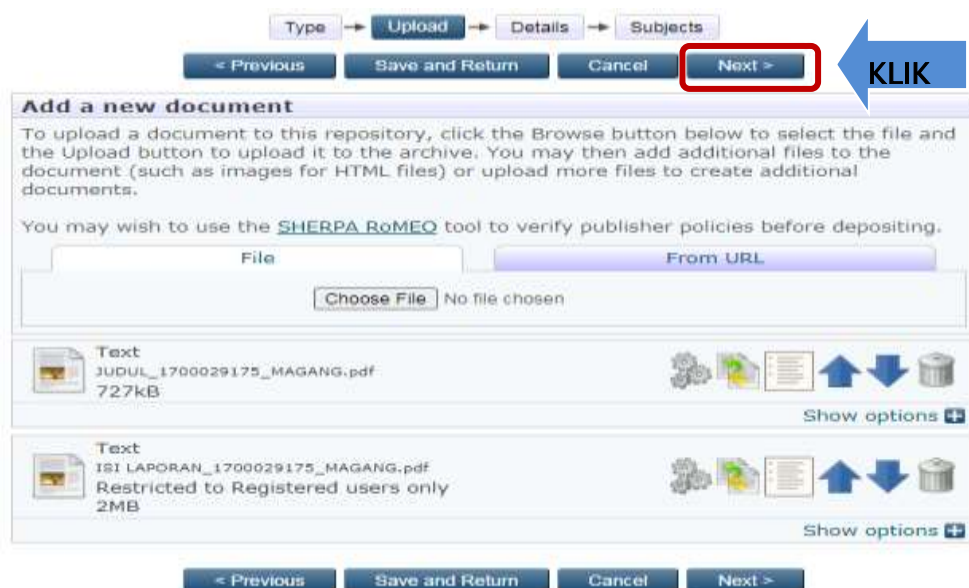 Type Upload Details Subjects
< Previous Save and Return Cancel Next >
KLIK
Add a new document
To upload a document to this repository, click the Browse button below to select the file and
the Upload button to upload it to the archive. You may then add additional files to the
document (such as images for HTML files) or upload more files to create additional
documents.
You may wish to use the SHERPA RoMEO tool to verify publisher policies before depositing.
File From URL
Choose File No file chosen
Text
JUDUL_1700029175_MAGANG.pdf
727kB
Show options
Text
ISI LAPORAN_1700029175_MAGANG.pdf
Restricted to Registered users only
2MB
Show options
< Previous Save and Return Cancel Next >